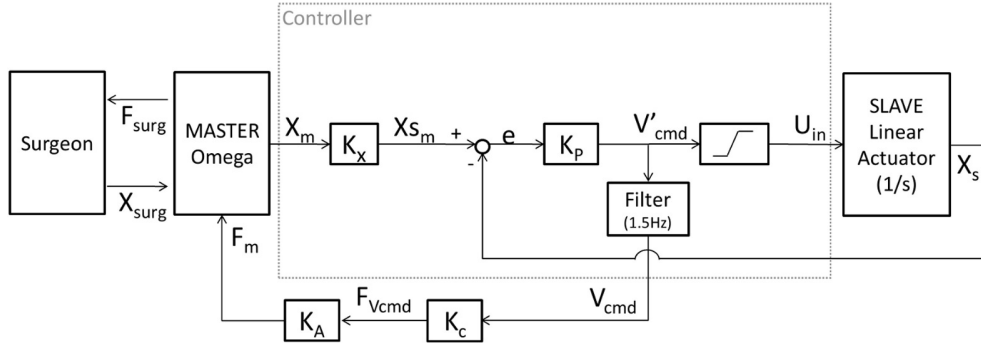 Controller
Surgeon
F_surg
X_surg
MASTER
Omega
X_m
K_X
Xs_m
+
-
e
K_P
V'_cmd
U_in
SLAVE
Linear
Actuator
(1/s)
X_s
Filter
(1.5Hz)
F_m
K_A
F_Vcmd
K_c
V_cmd